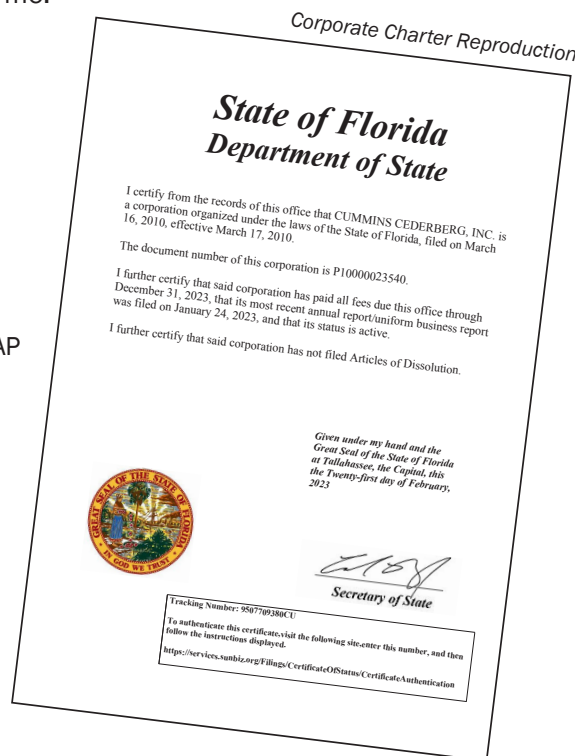 me.
Corporate Charter Reproduction
State of Florida
Department of State
I certify from the records of this office that CUMMINS CEDERBERG, INC. is
a corporation organized under the laws of the State of Florida, filed on March
16, 2010, effective March 17, 2010.
The document number of this corporation is P10000023540.
I further certify that said corporation has paid all fees due this office through
December 31, 2023, that its most recent annual report/uniform business report
was filed on January 24, 2023, and that its status is active.
AP
I further certify that said corporation has not filed Articles of Dissolution.
Given under my hand and the
Great Seal of the State of Florida
at Tallahassee, the Capital, this
the Twenty-first day of February,
2023
GREAT SEAL OF THE STATE OF FLORIDA
IN GOD WE TRUST
Secretary of State
Tracking Number: 9507709380CU
To authenticate this certificate,visit the following site,enter this number, and then
follow the instructions displayed.
https://services.sunbiz.org/Filings/CertificateOfStatus/CertificateAuthentication